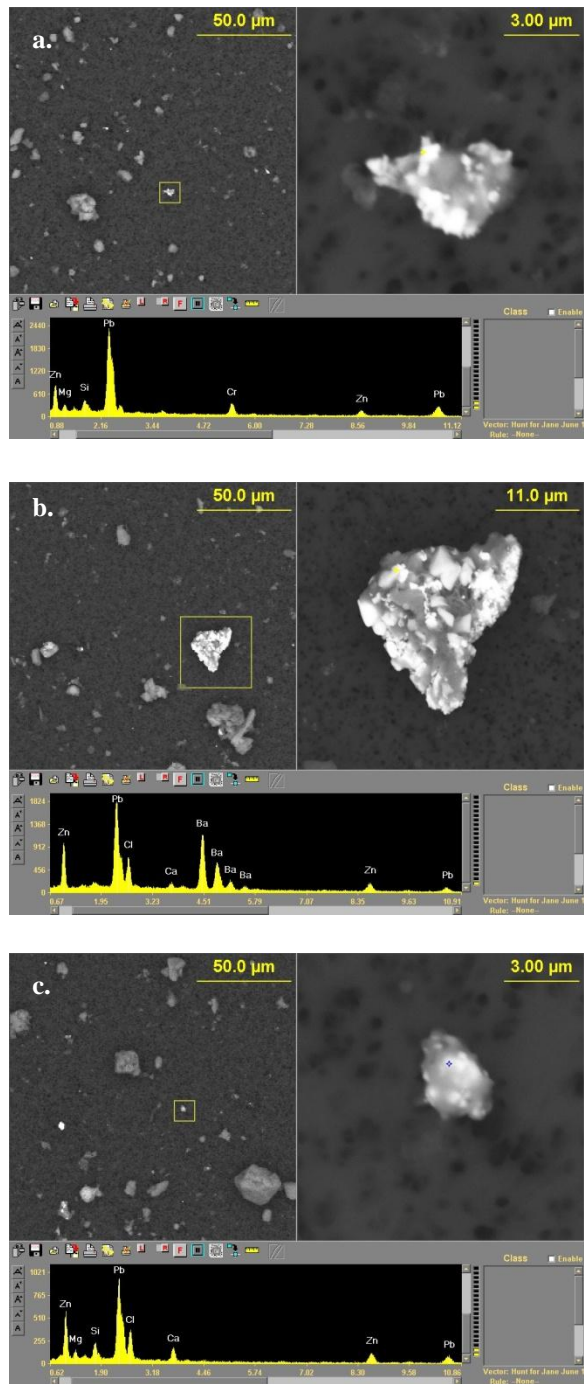 a.
50.0 µm
3.00 µm
Class
Enable
2440
1830
1220
610
0
Pb
Zn
Mg
Si
Cr
Zn
Pb
0.88 2.16 3.44 4.72 6.00 7.28 8.56 9.84 11.12
Vector: Hunt for Jane June 1
Rule: --None--
b.
50.0 µm
11.0 µm
Class
Enable
1824
1368
912
456
0
Pb
Zn
Cl
Ca
Ba
Ba
Ba
Ba
Zn
Pb
0.67 1.95 3.23 4.51 5.79 7.07 8.35 9.63 10.91
Vector: Hunt for Jane June 1
Rule: --None--
c.
50.0 µm
3.00 µm
Class
Enable
1021
765
510
255
0
Pb
Zn
Mg
Si
Cl
Ca
Zn
Pb
0.62 1.90 3.18 4.46 5.74 7.02 8.30 9.58 10.86
Vector: Hunt for Jane June 1
Rule: --None--